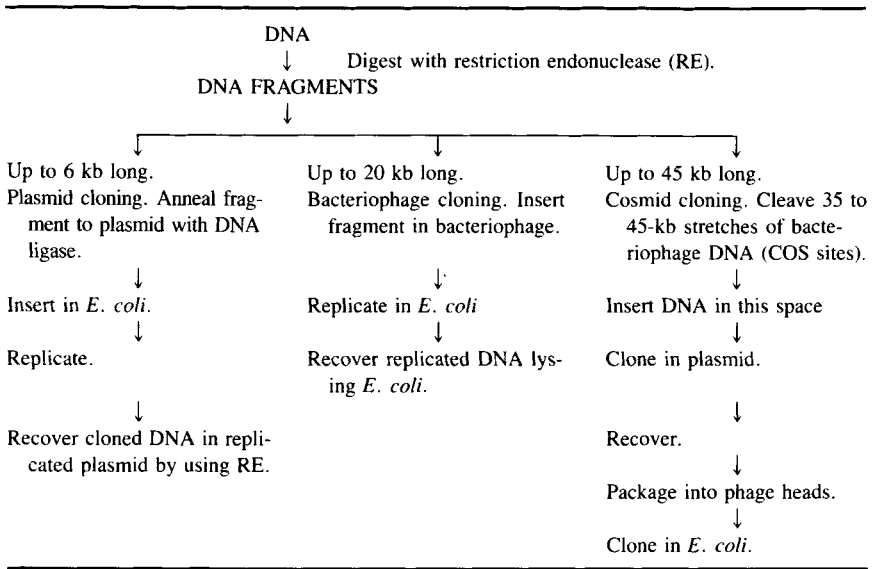 DNA
↓ Digest with restriction endonuclease (RE).
DNA FRAGMENTS
↓
↓ ↓ ↓
Up to 6 kb long.
Plasmid cloning. Anneal frag-
ment to plasmid with DNA
ligase.
↓
Insert in E. coli.
↓
Replicate.
↓
Recover cloned DNA in repli-
cated plasmid by using RE.
Up to 20 kb long.
Bacteriophage cloning. Insert
fragment in bacteriophage.
↓
Replicate in E. coli
↓
Recover replicated DNA lys-
ing E. coli.
Up to 45 kb long.
Cosmid cloning. Cleave 35 to
45-kb stretches of bacte-
riophage DNA (COS sites).
↓
Insert DNA in this space
↓
Clone in plasmid.
↓
Recover.
↓
Package into phage heads.
↓
Clone in E. coli.